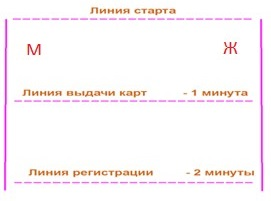 Линия старта
М Ж
Линия выдачи карт - 1 минута
Линия регистрации - 2 минуты